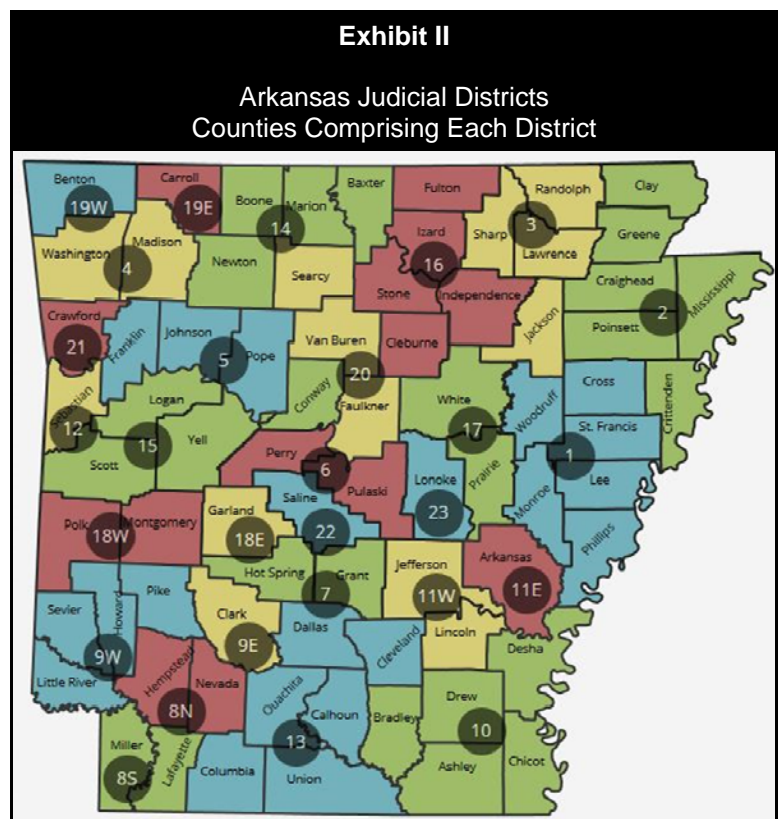 Exhibit II
Arkansas Judicial Districts
Counties Comprising Each District
Benton
Carroll
Boone
Marion
Baxter
Fulton
Randolph
Clay
19W
19E
14
Izard
Sharp
3
Greene
Washington
Madison
4
Newton
Searcy
16
Lawrence
Stone
Independence
Craighead
Mississippi
Crawford
21
Franklin
Johnson
5
Pope
Van Buren
Cleburne
Jackson
Poinsett
2
Sebastian
12
Logan
Conway
20
Faulkner
White
Woodruff
Cross
Crittenden
Scott
15
Yell
17
St. Francis
Perry
6
Pulaski
Lonoke
Prairie
1
Lee
Saline
23
Monroe
Phillips
Polk
18W
Montgomery
Garland
18E
22
Hot Spring
Grant
7
Jefferson
11W
Arkansas
11E
Sevier
Howard
Pike
Clark
9E
Dallas
Cleveland
Lincoln
Desha
9W
Little River
Hempstead
Nevada
8N
Ouachita
Calhoun
13
Bradley
Drew
10
Miller
8S
Lafayette
Columbia
Union
Ashley
Chicot